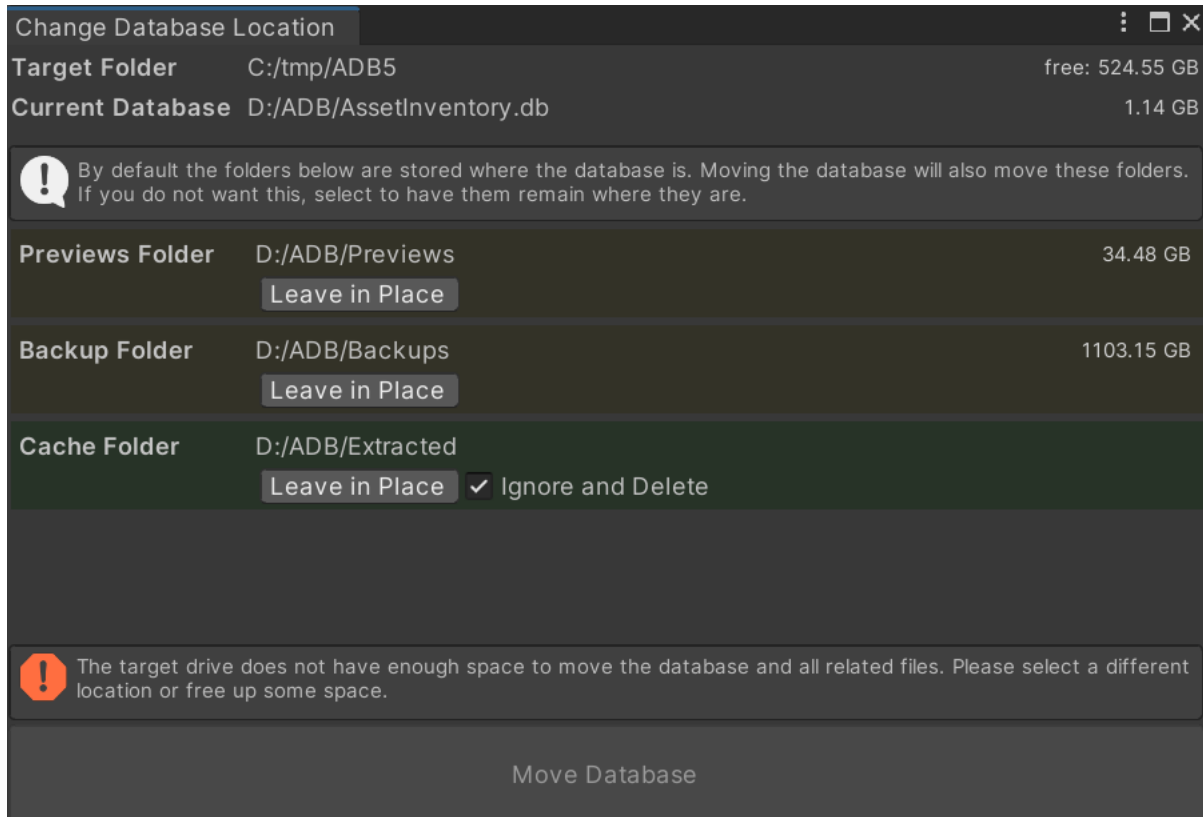 Change Database Location
Target Folder C:/tmp/ADB5 free: 524.55 GB
Current Database D:/ADB/AssetInventory.db 1.14 GB
By default the folders below are stored where the database is. Moving the database will also move these folders.
If you do not want this, select to have them remain where they are.
Previews Folder D:/ADB/Previews 34.48 GB
Leave in Place
Backup Folder D:/ADB/Backups 1103.15 GB
Leave in Place
Cache Folder D:/ADB/Extracted
Leave in Place Ignore and Delete
The target drive does not have enough space to move the database and all related files. Please select a different
location or free up some space.
Move Database